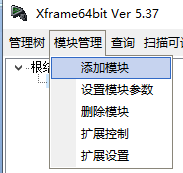 Xframe64bit Ver 5.37
管理树 模块管理 查询 扫描可
根
添加模块
设置模块参数
删除模块
扩展控制
扩展设置